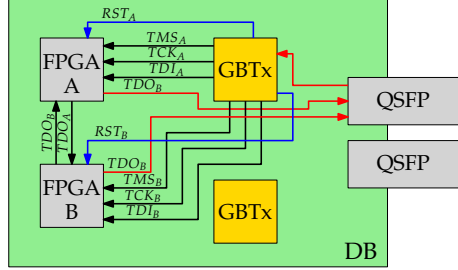 RST_A
TMS_A
TCK_A
TDI_A
TDO_B
FPGA
A
GBTx
QSFP
TDO_B
TDO_A
RST_B
TDO_B
TMS_B
TCK_B
TDI_B
FPGA
B
GBTx
QSFP
DB